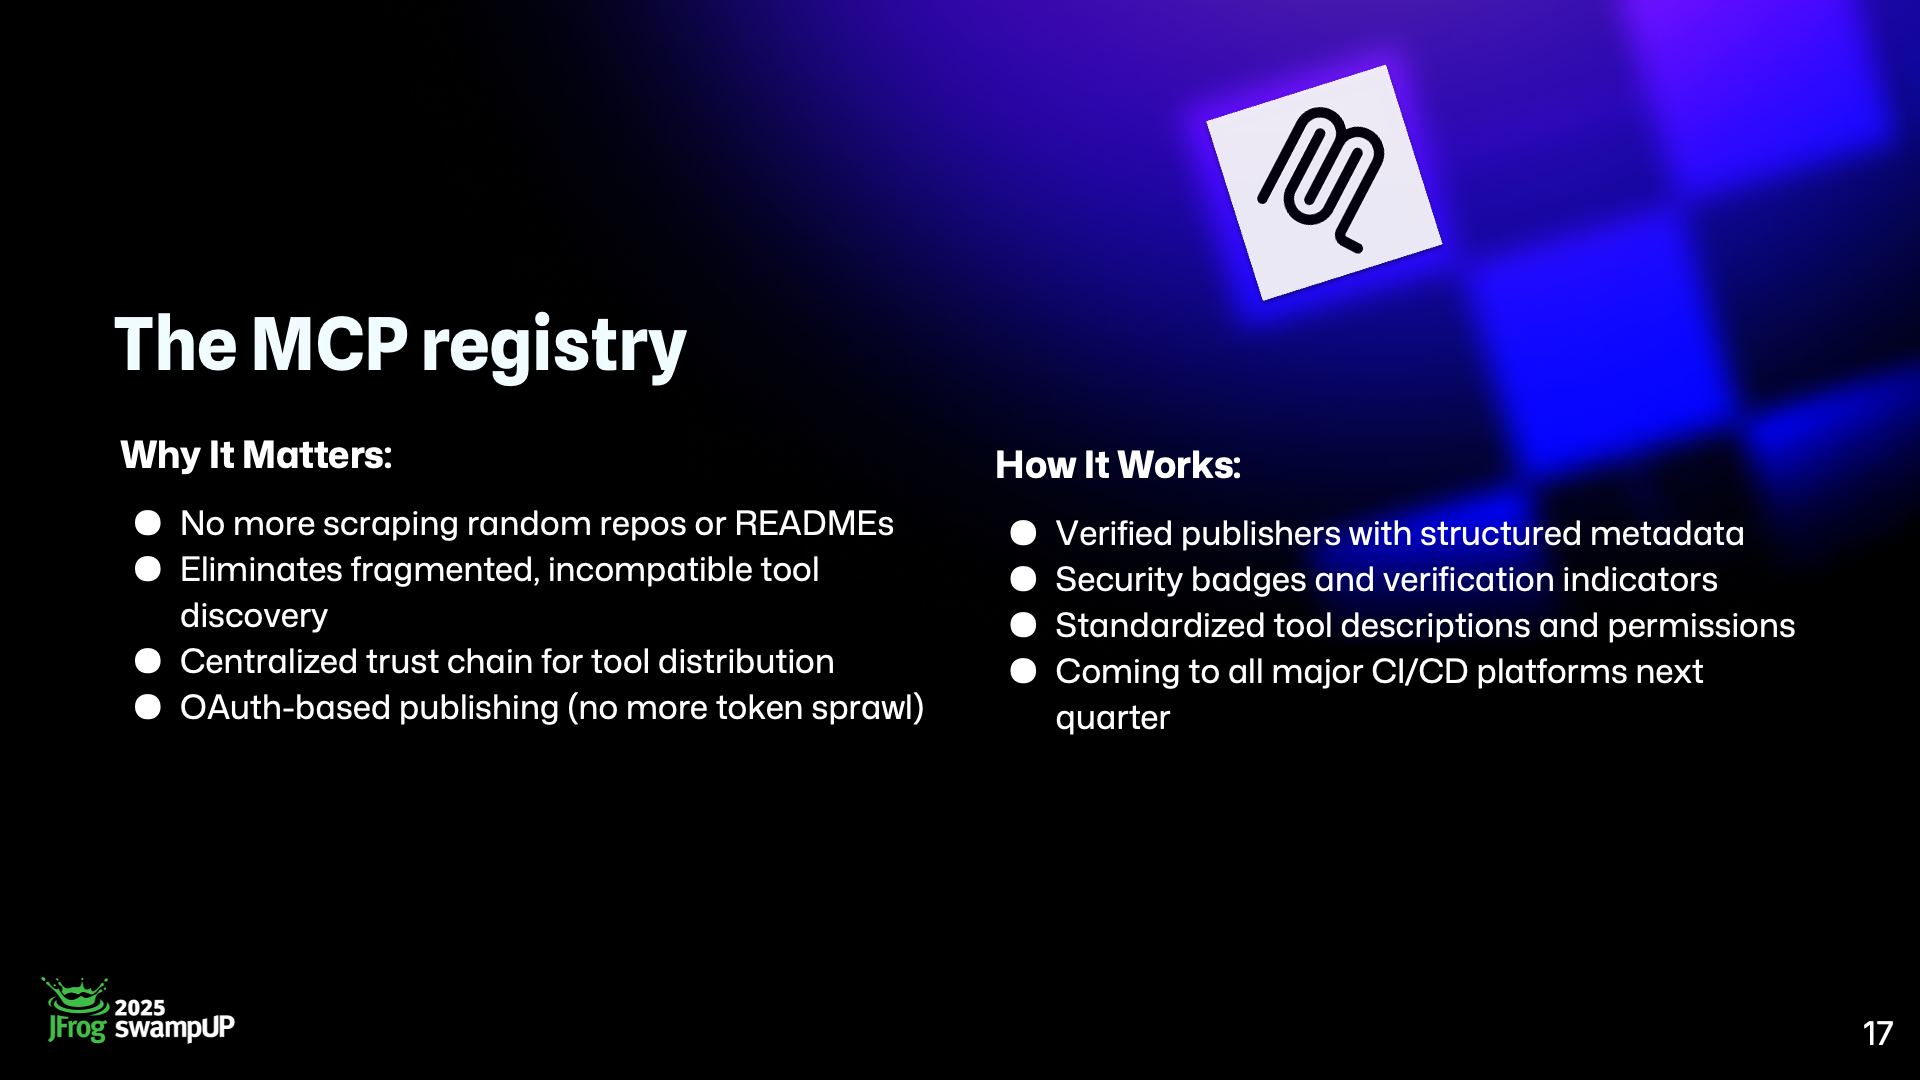 The MCP registry
Why It Matters:
● No more scraping random repos or READMEs
● Eliminates fragmented, incompatible tool
discovery
● Centralized trust chain for tool distribution
● OAuth-based publishing (no more token sprawl)
How It Works:
● Verified publishers with structured metadata
● Security badges and verification indicators
● Standardized tool descriptions and permissions
● Coming to all major CI/CD platforms next
quarter
JFrog
2025
swampUP
17